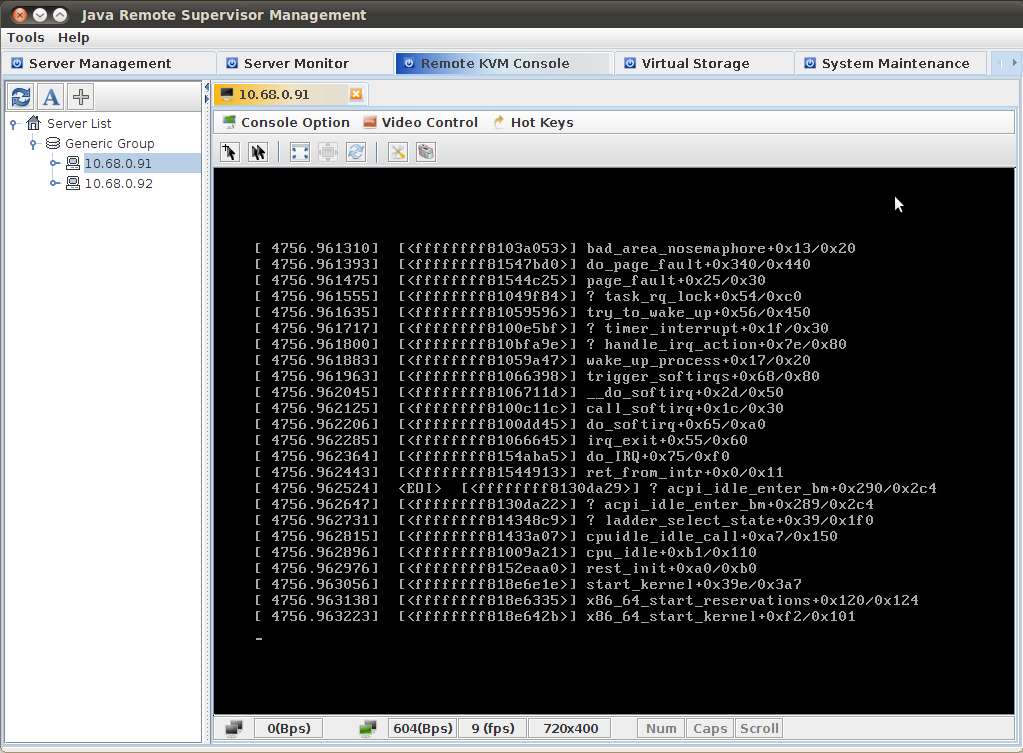 Java Remote Supervisor Management
Tools Help
Server Management Server Monitor Remote KVM Console Virtual Storage System Maintenance
A
10.68.0.91
Server List
Generic Group
10.68.0.91
10.68.0.92
Console Option Video Control Hot Keys
[ 4756.961310] [<ffffffff8103a053>] bad_area_nosemaphore+0x13/0x20
[ 4756.961393] [<ffffffff81547bd0>] do_page_fault+0x340/0x440
[ 4756.961475] [<ffffffff81544c25>] page_fault+0x25/0x30
[ 4756.961555] [<ffffffff81049f84>] ? task_rq_lock+0x54/0xc0
[ 4756.961635] [<ffffffff81059596>] try_to_wake_up+0x56/0x450
[ 4756.961717] [<ffffffff8100e5bf>] ? timer_interrupt+0x1f/0x30
[ 4756.961800] [<ffffffff810bfa9e>] ? handle_irq_action+0x7e/0x80
[ 4756.961883] [<ffffffff81059a47>] wake_up_process+0x17/0x20
[ 4756.961963] [<ffffffff81066398>] trigger_softirqs+0x68/0x80
[ 4756.962045] [<ffffffff8106711d>] __do_softirq+0x2d/0x50
[ 4756.962125] [<ffffffff8100c11c>] call_softirq+0x1c/0x30
[ 4756.962206] [<ffffffff8100dd45>] do_softirq+0x65/0xa0
[ 4756.962285] [<ffffffff81066645>] irq_exit+0x55/0x60
[ 4756.962364] [<ffffffff8154aba5>] do_IRQ+0x75/0xf0
[ 4756.962443] [<ffffffff81544913>] ret_from_intr+0x0/0x11
[ 4756.962524] <EOI> [<ffffffff8130da29>] ? acpi_idle_enter_bm+0x290/0x2c4
[ 4756.962647] [<ffffffff8130da22>] ? acpi_idle_enter_bm+0x289/0x2c4
[ 4756.962731] [<ffffffff814348c9>] ? ladder_select_state+0x39/0x1f0
[ 4756.962815] [<ffffffff81433a07>] cpuidle_idle_call+0xa7/0x150
[ 4756.962896] [<ffffffff81009a21>] cpu_idle+0xb1/0x110
[ 4756.962976] [<ffffffff8152eaa0>] rest_init+0xa0/0xb0
[ 4756.963056] [<ffffffff818e6e1e>] start_kernel+0x39e/0x3a7
[ 4756.963138] [<ffffffff818e6335>] x86_64_start_reservations+0x120/0x124
[ 4756.963223] [<ffffffff818e642b>] x86_64_start_kernel+0xf2/0x101
_
0(Bps) 604(Bps) 9 (fps) 720x400 Num Caps Scroll